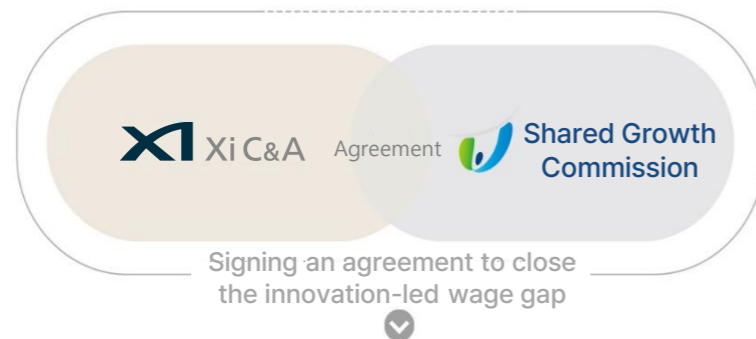 Xi C&A
Agreement
Shared Growth
Commission
Signing an agreement to close
the innovation-led wage gap